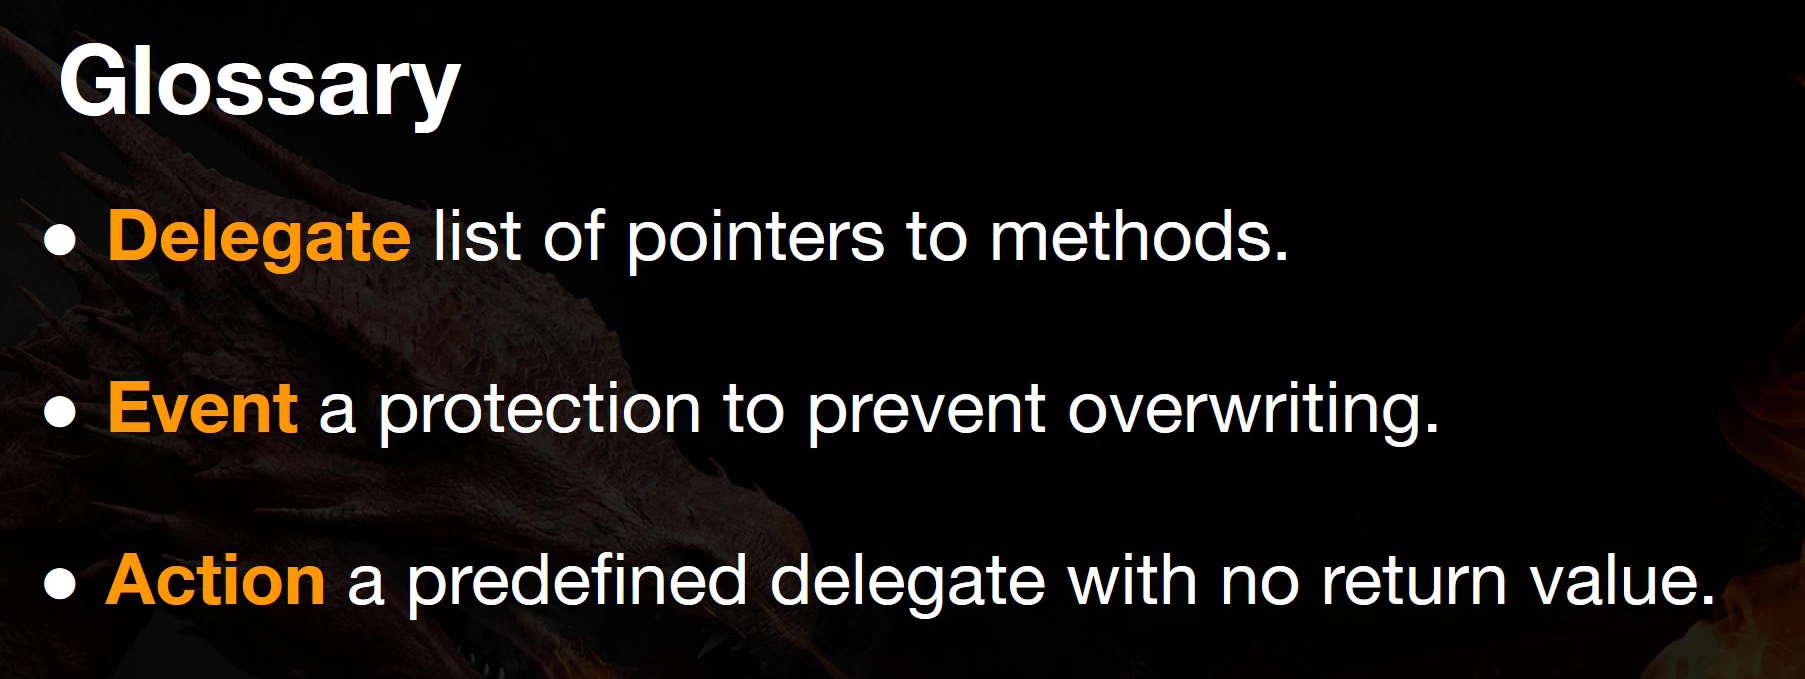 Glossary
• Delegate list of pointers to methods.
• Event a protection to prevent overwriting.
• Action a predefined delegate with no return value.